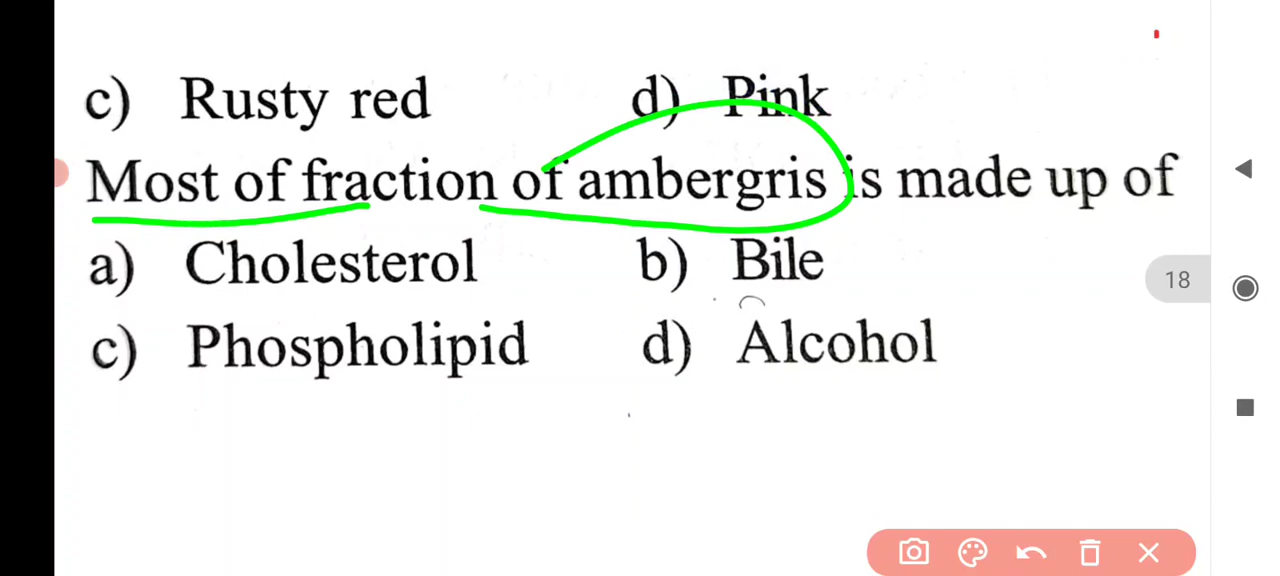 c) Rusty red d) Pink
Most of fraction of ambergris is made up of
a) Cholesterol b) Bile
18
c) Phospholipid d) Alcohol